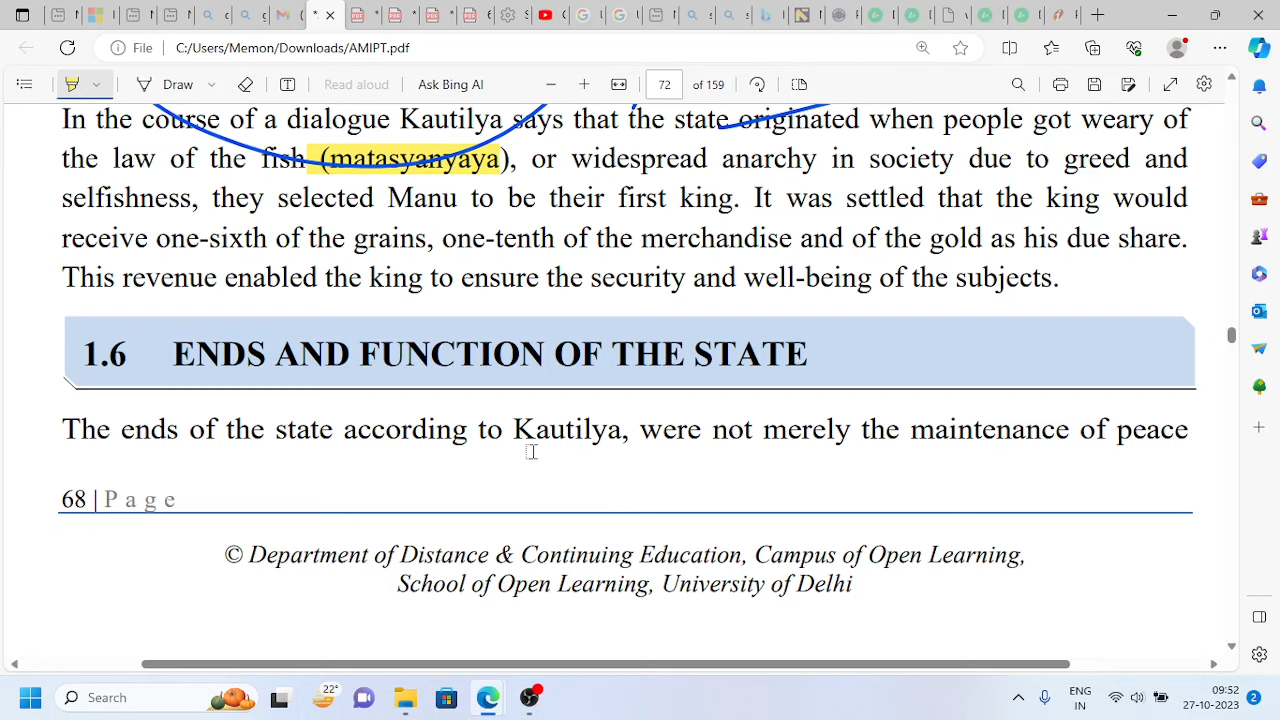 File
C:/Users/Memon/Downloads/AMIPT.pdf
Draw
Read aloud
Ask Bing AI
72
of 159
In the course of a dialogue Kautilya says that the state originated when people got weary of
the law of the fish (matasyanyaya), or widespread anarchy in society due to greed and
selfishness, they selected Manu to be their first king. It was settled that the king would
receive one-sixth of the grains, one-tenth of the merchandise and of the gold as his due share.
This revenue enabled the king to ensure the security and well-being of the subjects.
1.6 ENDS AND FUNCTION OF THE STATE
The ends of the state according to Kautilya, were not merely the maintenance of peace
68 | Page
© Department of Distance & Continuing Education, Campus of Open Learning,
School of Open Learning, University of Delhi
Search
22°
ENG
IN
09:52
27-10-2023
2